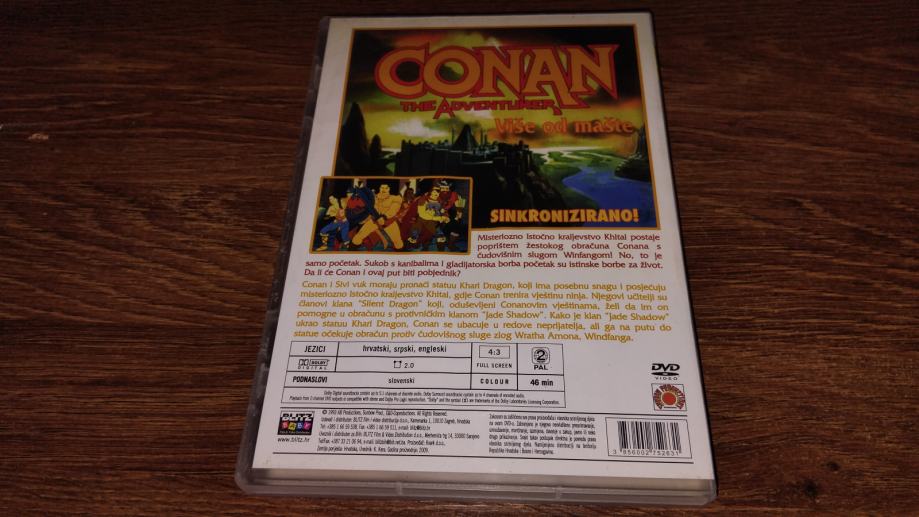 CONAN
THE ADVENTURER
Više od mašte
SINKRONIZIRANO!
Misteriozno Istočno kraljevstvo Khitai postaje
poprištem žestokog obračuna Conana s
čudovišnim slugom Winfangom! No, to je
samo početak. Sukob s kanibalima i gladijatorska borba početak su istinske borbe za život.
Da li će Conan i ovaj put biti pobjednik?
Conan i Sivi vuk moraju pronaći statuu Khari Dragon, koji ima posebnu snagu i posjećuju
misteriozno Istočno kraljevstvo Khitai, gdje Conan trenira vještinu ninja. Njegovi učitelji su
članovi klana "Silent Dragon" koji, oduševljeni Conanovim vještinama, želi da im on
pomogne u obračunu s protivničkim klanom "Jade Shadow". Kako je klan "Jade Shadow"
ukrao statuu Khari Dragon, Conan se ubacuje u redove neprijatelja, ali ga na putu do
statue očekuje obračun protiv čudovišnog sluge zlog Wratha Amona, Windfanga.
JEZICI hrvatski, srpski, engleski 4:3 2
DOLBY DIGITAL 2.0 FULL SCREEN PAL
PODNASLOVI slovenski COLOUR 46 min
DVD
VIDEO
BLITZ
www.blitz.hr
3 856002 752631